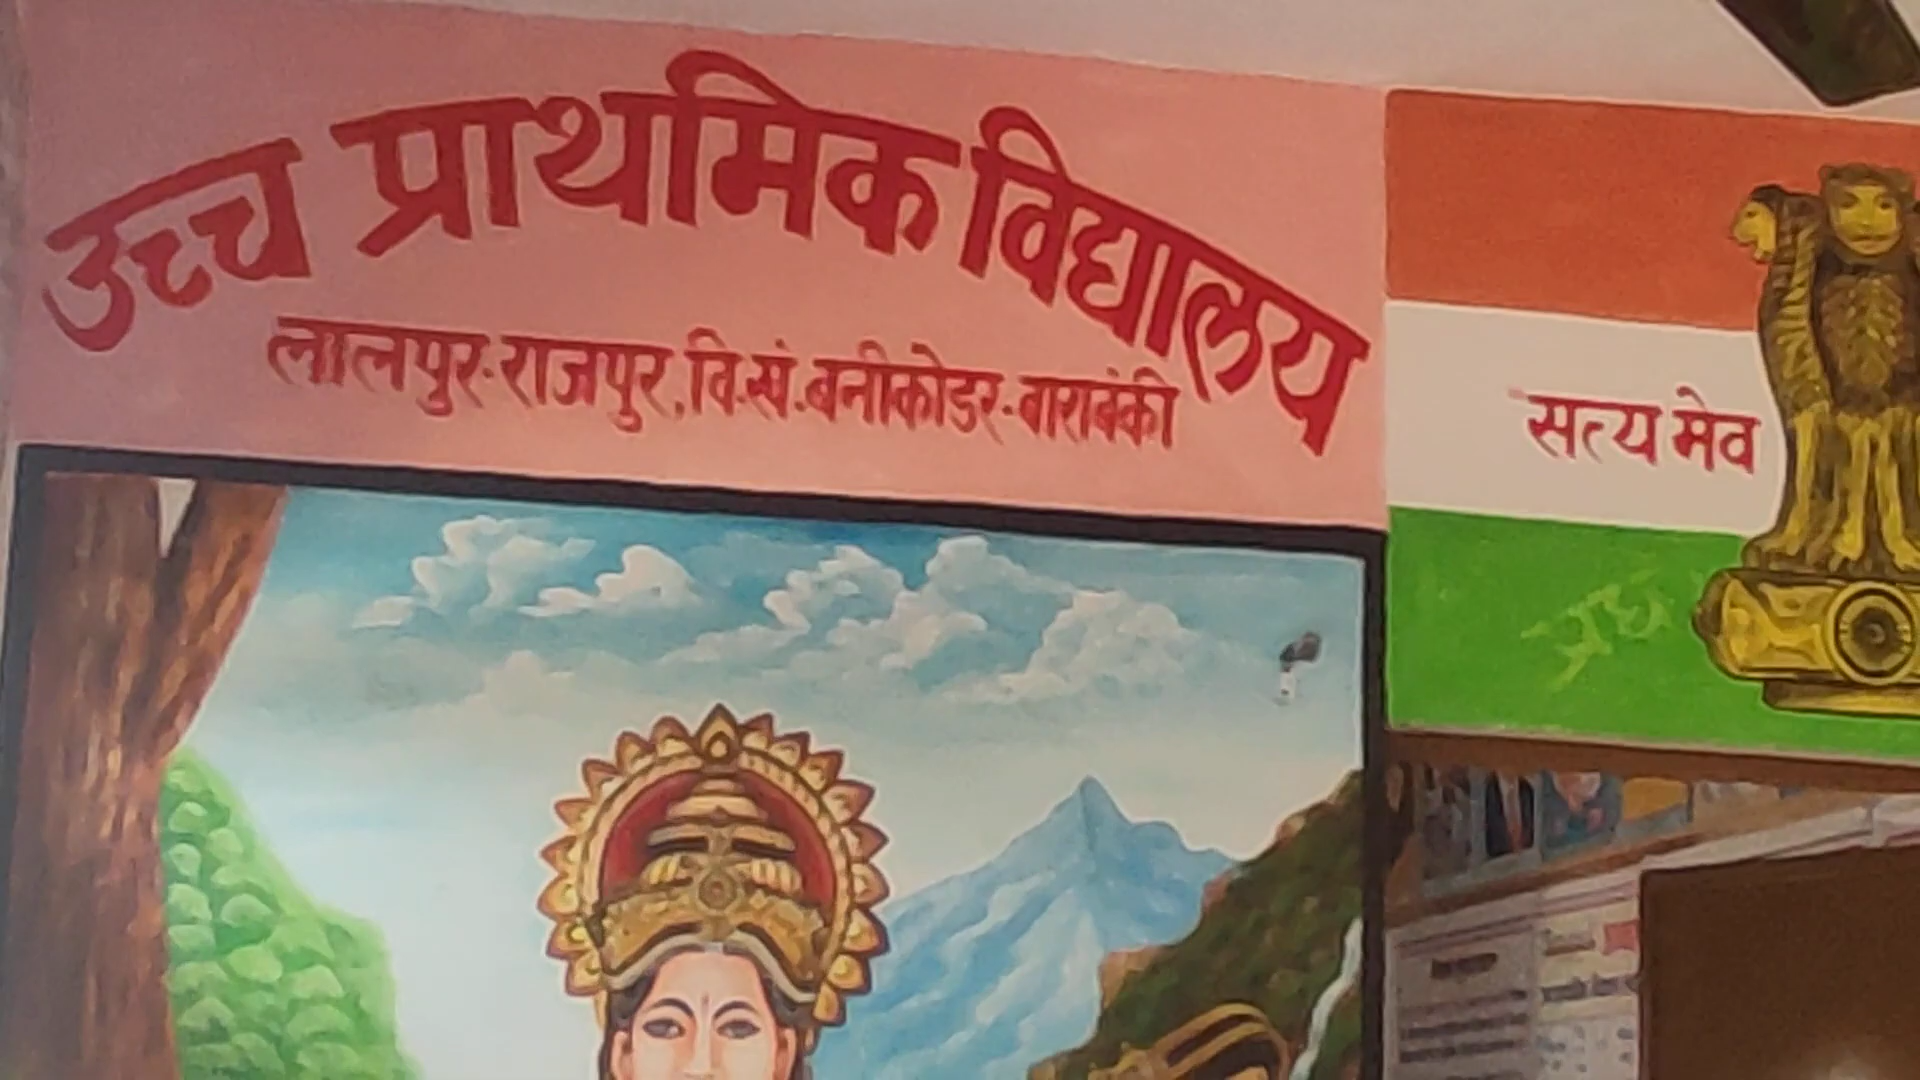 उच्च प्राथमिक विद्यालय
लालपुर-राजपुर, वि.खं.-बनीकोडर-बाराबंकी
सत्य मेव